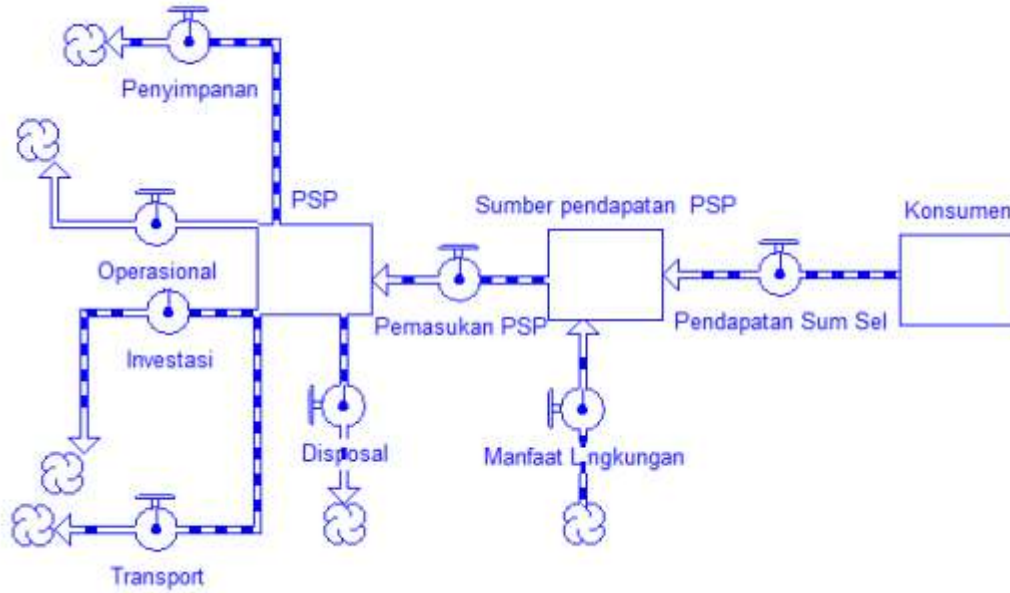 Penyimpanan
PSP
Sumber pendapatan PSP
Konsumen
Operasional
Pemasukan PSP
Pendapatan Sum Sel
Investasi
Disposal
Manfaat Lingkungan
Transport